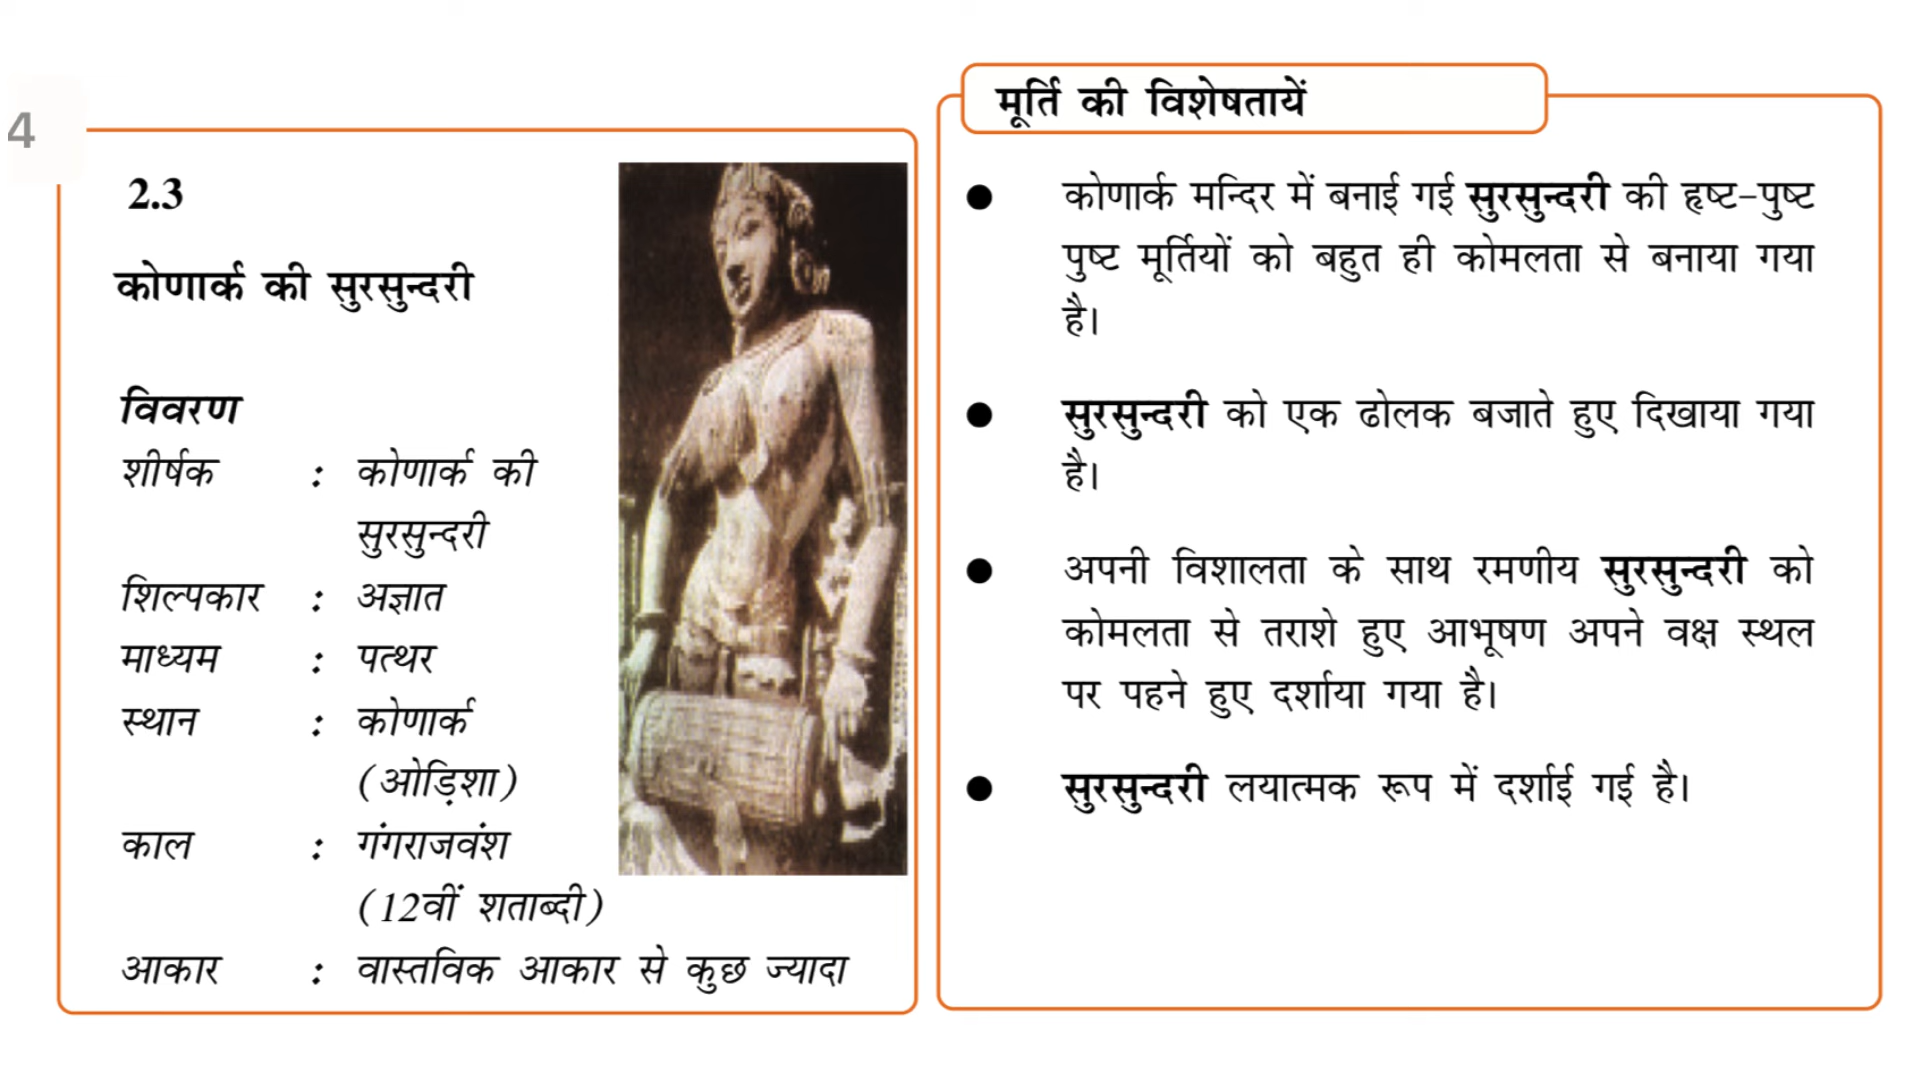 4
2.3
कोणार्क की सुरसुन्दरी
विवरण
शीर्षक : कोणार्क की
सुरसुन्दरी
शिल्पकार : अज्ञात
माध्यम : पत्थर
स्थान : कोणार्क
(ओड़िशा)
काल : गंगराजवंश
(12वीं शताब्दी)
आकार : वास्तविक आकार से कुछ ज्यादा
मूर्ति की विशेषतायें
● कोणार्क मन्दिर में बनाई गई सुरसुन्दरी की हृष्ट-पुष्ट
पुष्ट मूर्तियों को बहुत ही कोमलता से बनाया गया
है।
● सुरसुन्दरी को एक ढोलक बजाते हुए दिखाया गया
है।
● अपनी विशालता के साथ रमणीय सुरसुन्दरी को
कोमलता से तराशे हुए आभूषण अपने वक्ष स्थल
पर पहने हुए दर्शाया गया है।
● सुरसुन्दरी लयात्मक रूप में दर्शाई गई है।